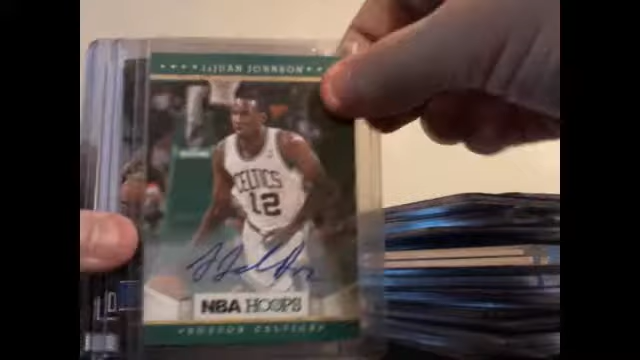 JaJUAN JOHNSON
CELTICS
12
NBA HOOPS
BOSTON CELTICS